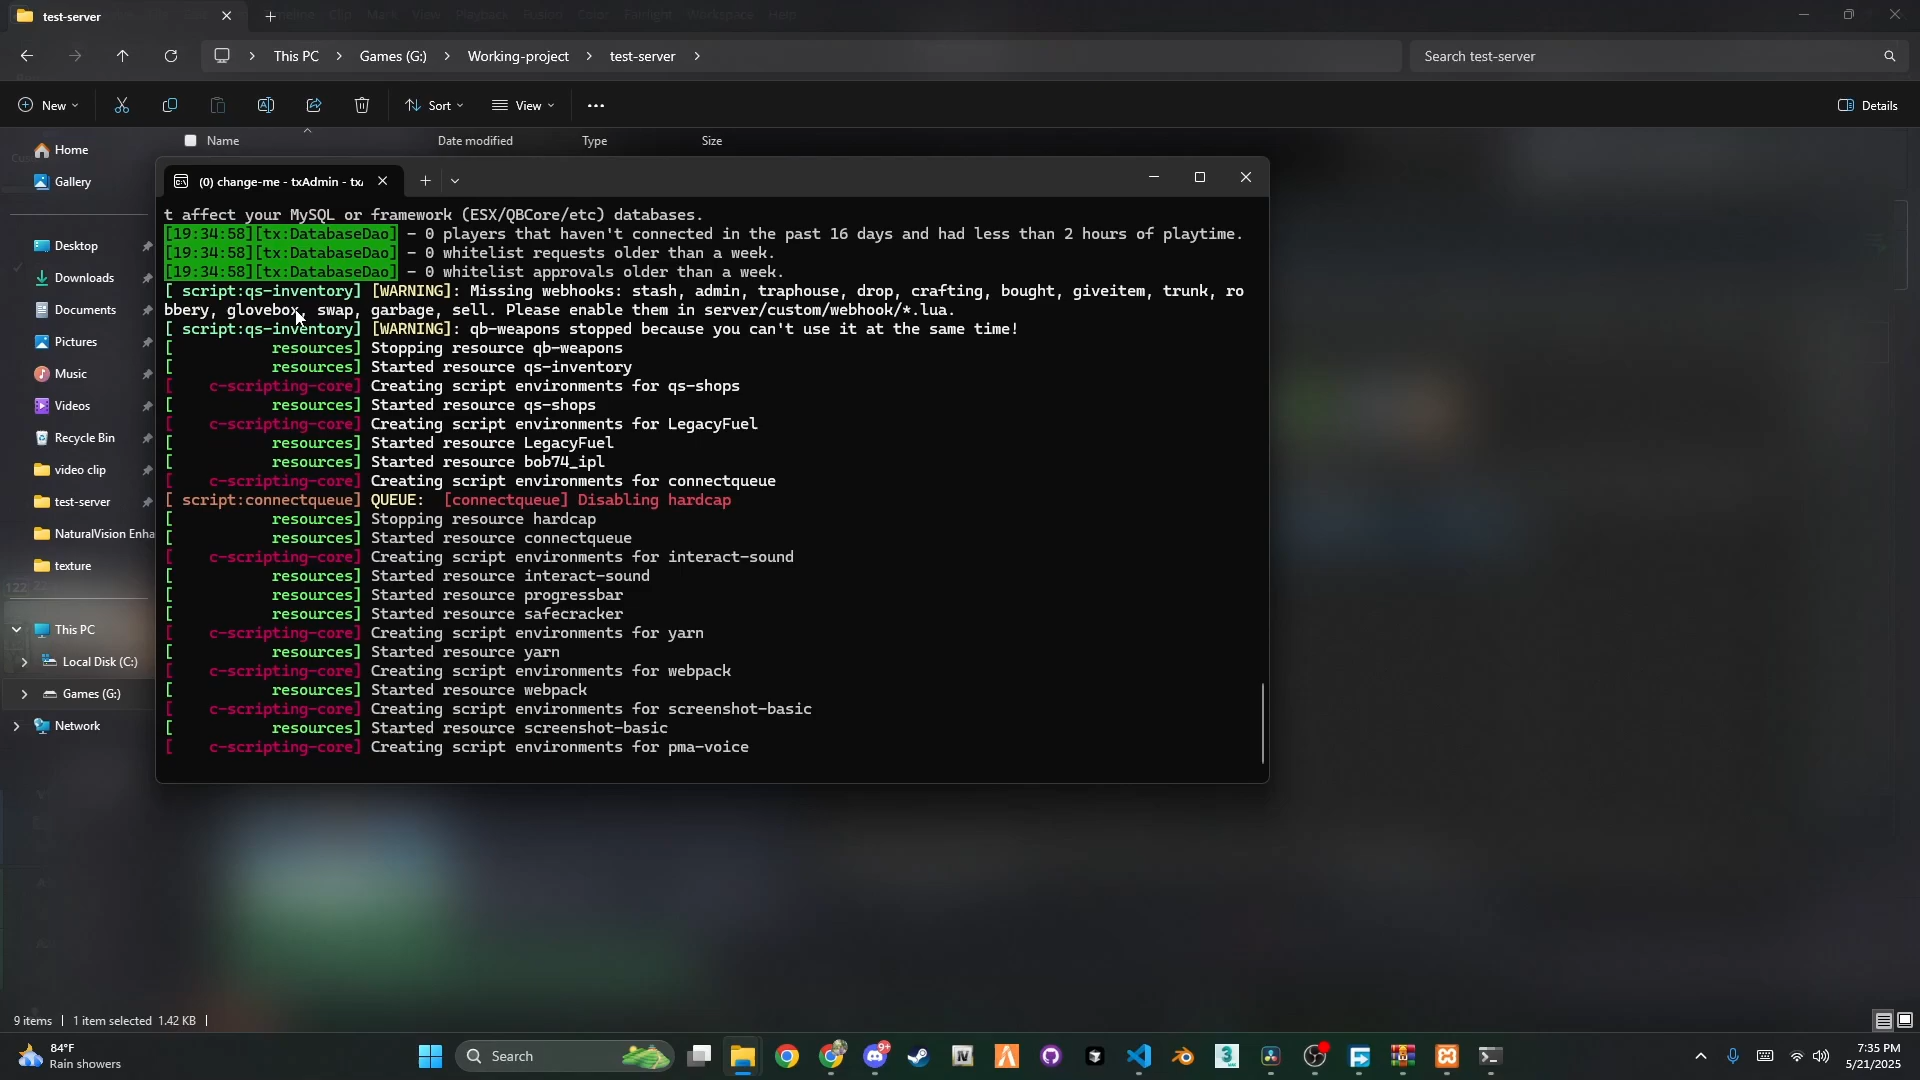 test-server
This PC
Games (G:)
Working-project
test-server
Search test-server
New
Sort
View
Details
Name
Date modified
Type
Size
Home
Gallery
Desktop
Downloads
Documents
Pictures
Music
Videos
Recycle Bin
video clip
test-server
NaturalVision Enha
texture
This PC
Local Disk (C:)
Games (G:)
Network
(0) change-me - txAdmin - tx
t affect your MySQL or framework (ESX/QBCore/etc) databases.
[19:34:58][tx:DatabaseDao] - 0 players that haven't connected in the past 16 days and had less than 2 hours of playtime.
[19:34:58][tx:DatabaseDao] - 0 whitelist requests older than a week.
[19:34:58][tx:DatabaseDao] - 0 whitelist approvals older than a week.
[ script:qs-inventory] [WARNING]: Missing webhooks: stash, admin, traphouse, drop, crafting, bought, giveitem, trunk, ro
bbery, glovebox, swap, garbage, sell. Please enable them in server/custom/webhook/*.lua.
[ script:qs-inventory] [WARNING]: qb-weapons stopped because you can't use it at the same time!
[ resources] Stopping resource qb-weapons
[ resources] Started resource qs-inventory
[ c-scripting-core] Creating script environments for qs-shops
[ resources] Started resource qs-shops
[ c-scripting-core] Creating script environments for LegacyFuel
[ resources] Started resource LegacyFuel
[ resources] Started resource bob74_ipl
[ c-scripting-core] Creating script environments for connectqueue
[ script:connectqueue] QUEUE: [connectqueue] Disabling hardcap
[ resources] Stopping resource hardcap
[ resources] Started resource connectqueue
[ c-scripting-core] Creating script environments for interact-sound
[ resources] Started resource interact-sound
[ resources] Started resource progressbar
[ resources] Started resource safecracker
[ c-scripting-core] Creating script environments for yarn
[ resources] Started resource yarn
[ c-scripting-core] Creating script environments for webpack
[ resources] Started resource webpack
[ c-scripting-core] Creating script environments for screenshot-basic
[ resources] Started resource screenshot-basic
[ c-scripting-core] Creating script environments for pma-voice
9 items
1 item selected 1.42 KB
84°F
Rain showers
Search
9+
7:35 PM
5/21/2025